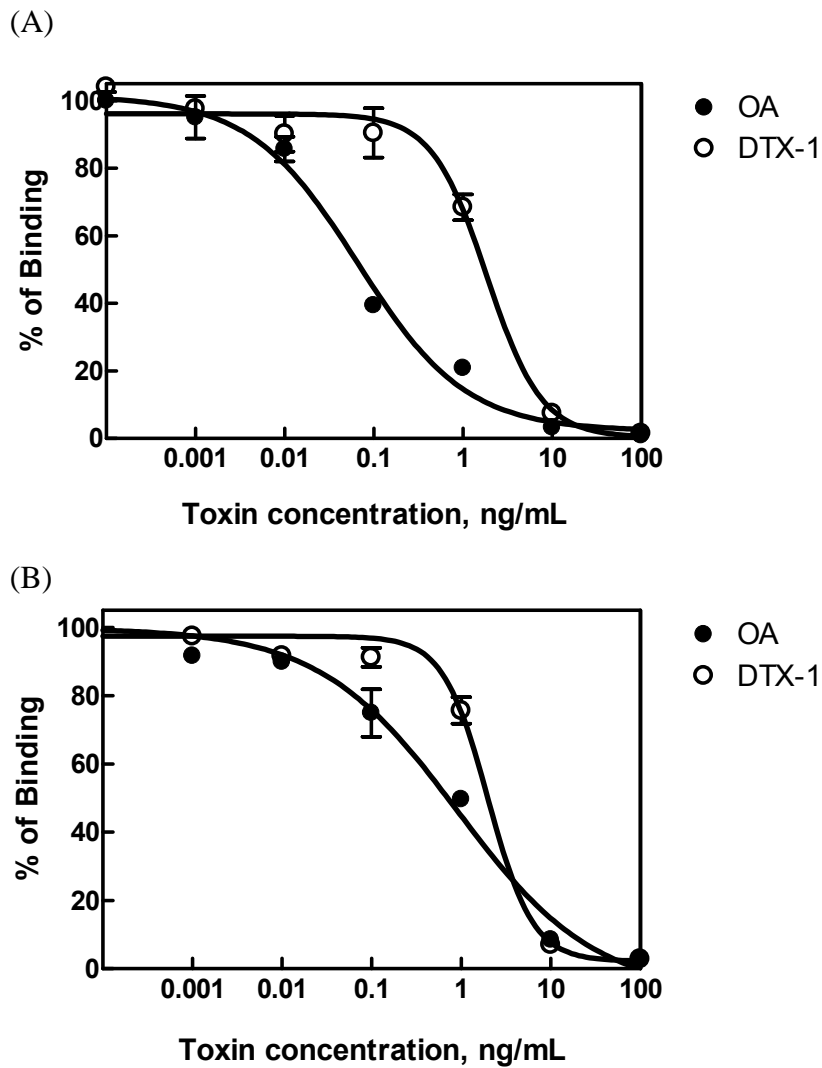 (A)
100
80
60
40
20
0
% of Binding
0.001 0.01 0.1 1 10 100
Toxin concentration, ng/mL
OA
DTX-1
(B)
100
80
60
40
20
0
% of Binding
0.001 0.01 0.1 1 10 100
Toxin concentration, ng/mL
OA
DTX-1